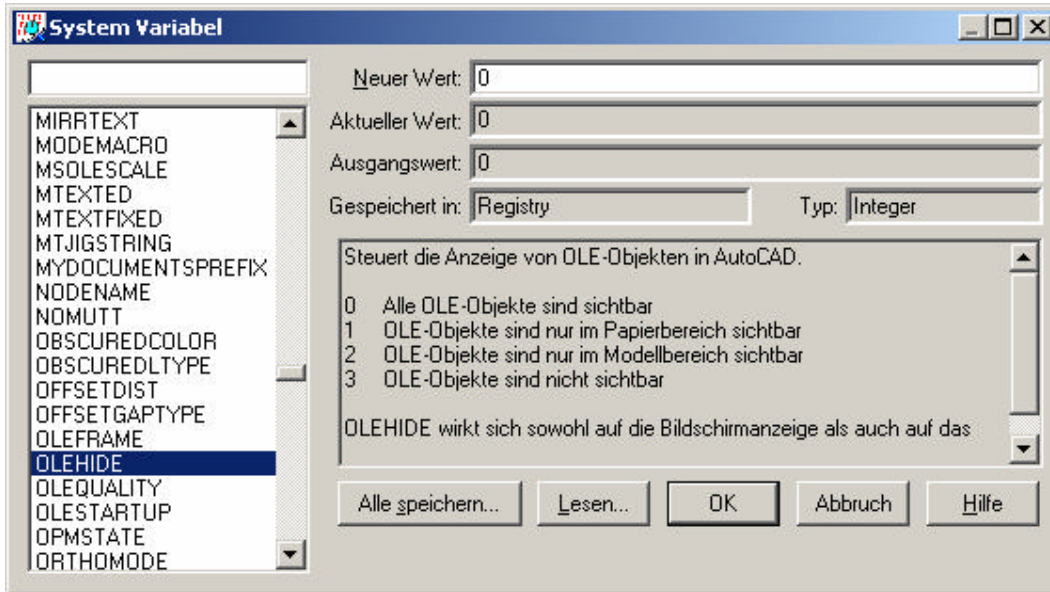 System Variabel
MIRRTEXT
MODEMACRO
MSOLESCALE
MTEXTED
MTEXTFIXED
MTJIGSTRING
MYDOCUMENTSPREFIX
NODENAME
NOMUTT
OBSCUREDCOLOR
OBSCUREDLTYPE
OFFSETDIST
OFFSETGAPTYPE
OLEFRAME
OLEHIDE
OLEQUALITY
OLESTARTUP
OPMSTATE
ORTHOMODE
Neuer Wert: 0
Aktueller Wert: 0
Ausgangswert: 0
Gespeichert in: Registry Typ: Integer
Steuert die Anzeige von OLE-Objekten in AutoCAD.
0 Alle OLE-Objekte sind sichtbar
1 OLE-Objekte sind nur im Papierbereich sichtbar
2 OLE-Objekte sind nur im Modellbereich sichtbar
3 OLE-Objekte sind nicht sichtbar
OLEHIDE wirkt sich sowohl auf die Bildschirmanzeige als auch auf das
Alle speichern... Lesen... OK Abbruch Hilfe